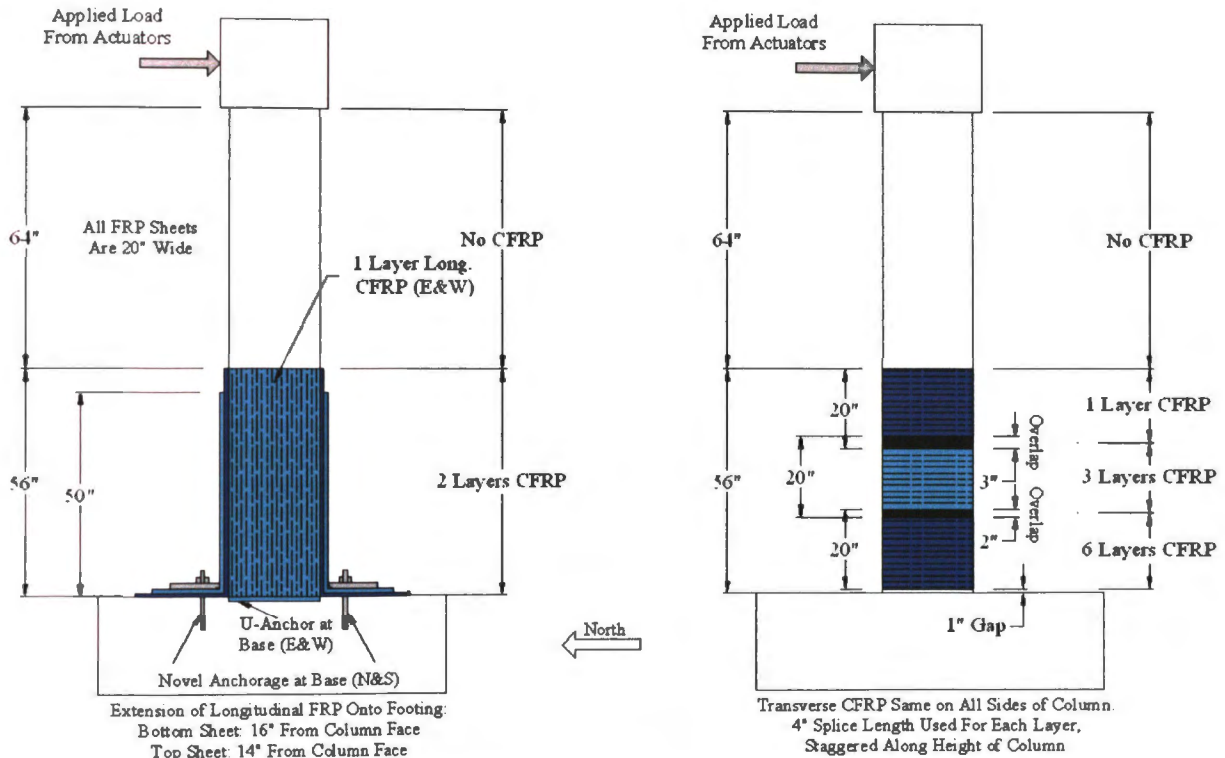 Applied Load
From Actuators
64"
All FRP Sheets
Are 20" Wide
No CFRP
1 Layer Long.
CFRP (E&W)
56"
50"
2 Layers CFRP
U-Anchor at
Base (E&W)
Novel Anchorage at Base (N&S)
Extension of Longitudinal FRP Onto Footing:
Bottom Sheet: 16" From Column Face
Top Sheet: 14" From Column Face
North
Applied Load
From Actuators
64"
No CFRP
56"
20"
20"
20"
Overlap
3"
Overlap
2"
1 Layer CFRP
3 Layers CFRP
6 Layers CFRP
1" Gap
Transverse CFRP Same on All Sides of Column.
4" Splice Length Used For Each Layer,
Staggered Along Height of Column